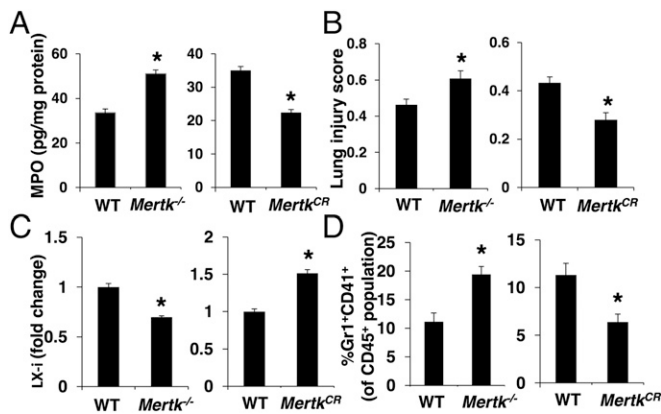 A
MPO (pg/mg protein)
60
40
20
0
WT Mertk-/-
*
40
30
20
10
0
WT MertkCR
*
B
Lung injury score
0.8
0.6
0.4
0.2
0
WT Mertk-/-
*
0.6
0.4
0.2
0
WT MertkCR
*
C
LX-i (fold change)
1.5
1
0.5
0
WT Mertk-/-
*
2
1.5
1
0.5
0
WT MertkCR
*
D
%Gr1+CD41+
(of CD45+ population)
25
20
15
10
5
0
WT Mertk-/-
*
15
10
5
0
WT MertkCR
*